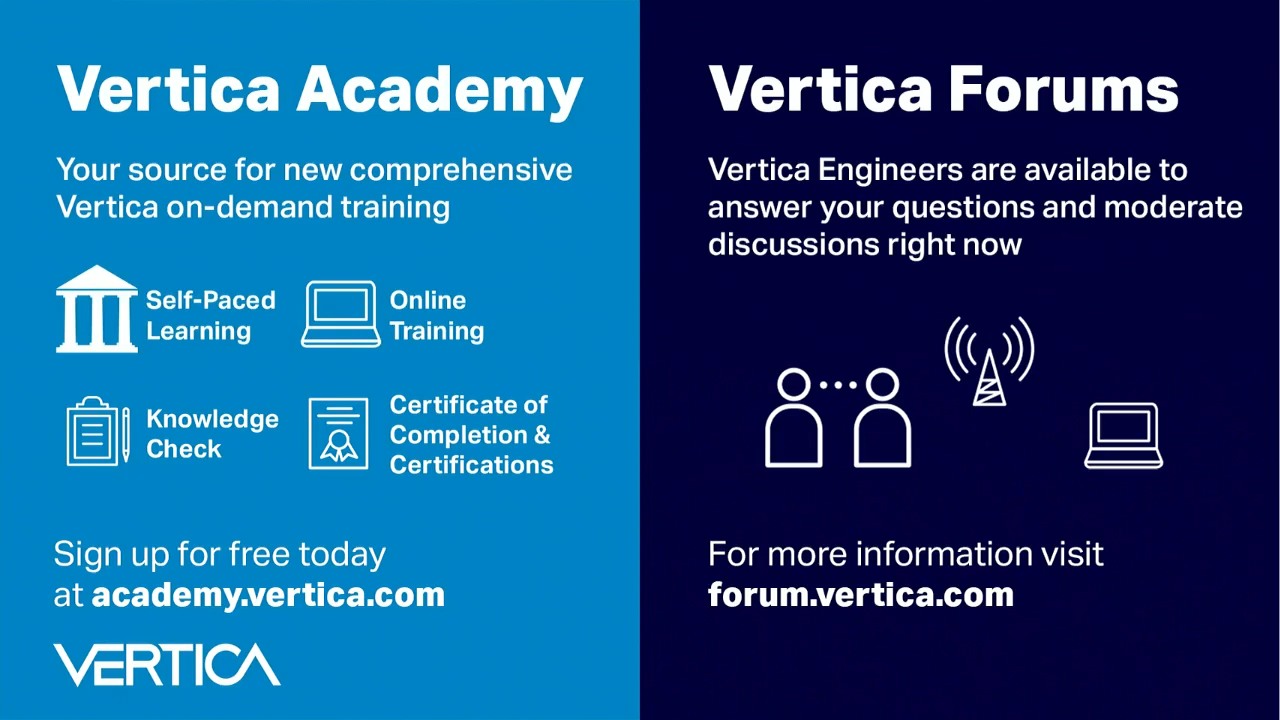 Vertica Academy
Your source for new comprehensive
Vertica on-demand training
Self-Paced
Learning
Online
Training
Knowledge
Check
Certificate of
Completion &
Certifications
Sign up for free today
at academy.vertica.com
VERTICA
Vertica Forums
Vertica Engineers are available to
answer your questions and moderate
discussions right now
For more information visit
forum.vertica.com